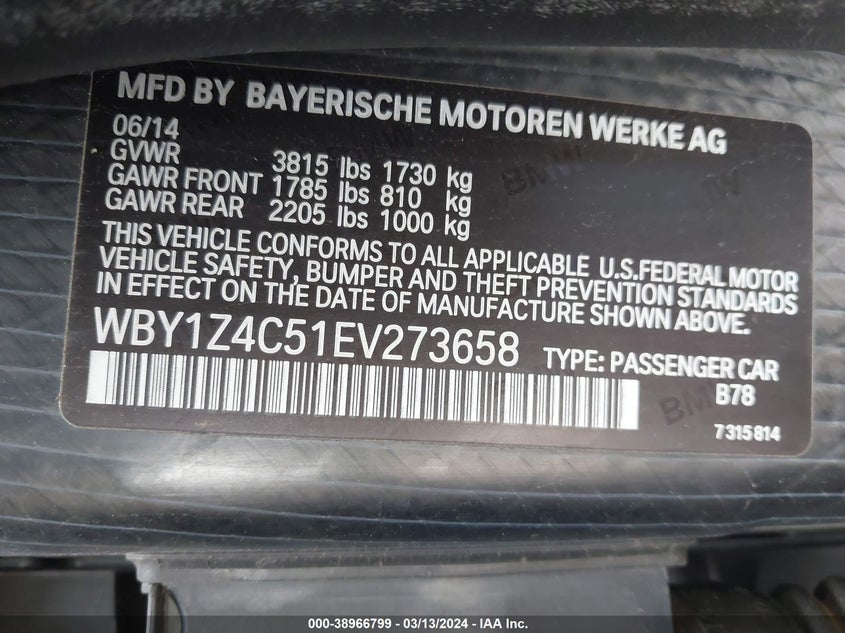 MFD BY BAYERISCHE MOTOREN WERKE AG
06/14
GVWR 3815 lbs 1730 kg
GAWR FRONT 1785 lbs 810 kg
GAWR REAR 2205 lbs 1000 kg
THIS VEHICLE CONFORMS TO ALL APPLICABLE U.S.FEDERAL MOTOR
VEHICLE SAFETY, BUMPER AND THEFT PREVENTION STANDARDS
IN EFFECT ON THE DATE OF MANUFACTURE SHOWN ABOVE.
WBY1Z4C51EV273658 TYPE: PASSENGER CAR
B78
7315814
BMW
BMW
000-38966799 / 03/13/2024 - IAA Inc.